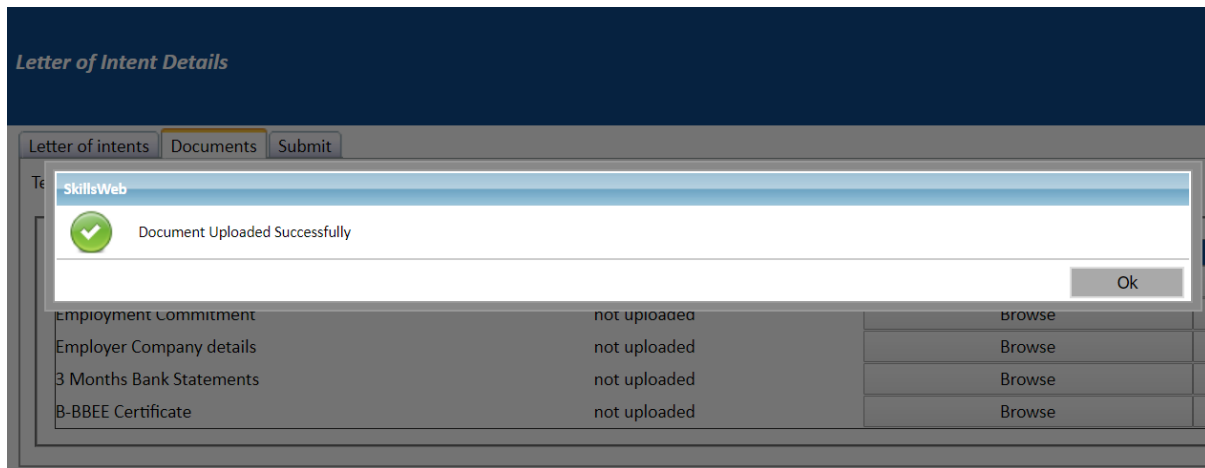 Letter of Intent Details
Letter of intents Documents Submit
Te
SkillsWeb
Document Uploaded Successfully
Ok
Employment Commitment not uploaded Browse
Employer Company details not uploaded Browse
3 Months Bank Statements not uploaded Browse
B-BBEE Certificate not uploaded Browse